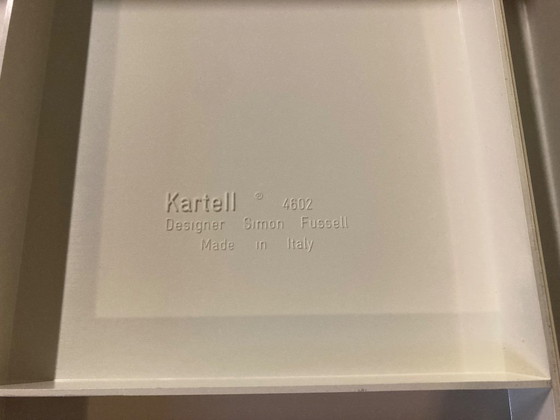 Kartell ® 4602
Designer Simon Fussell
Made in Italy